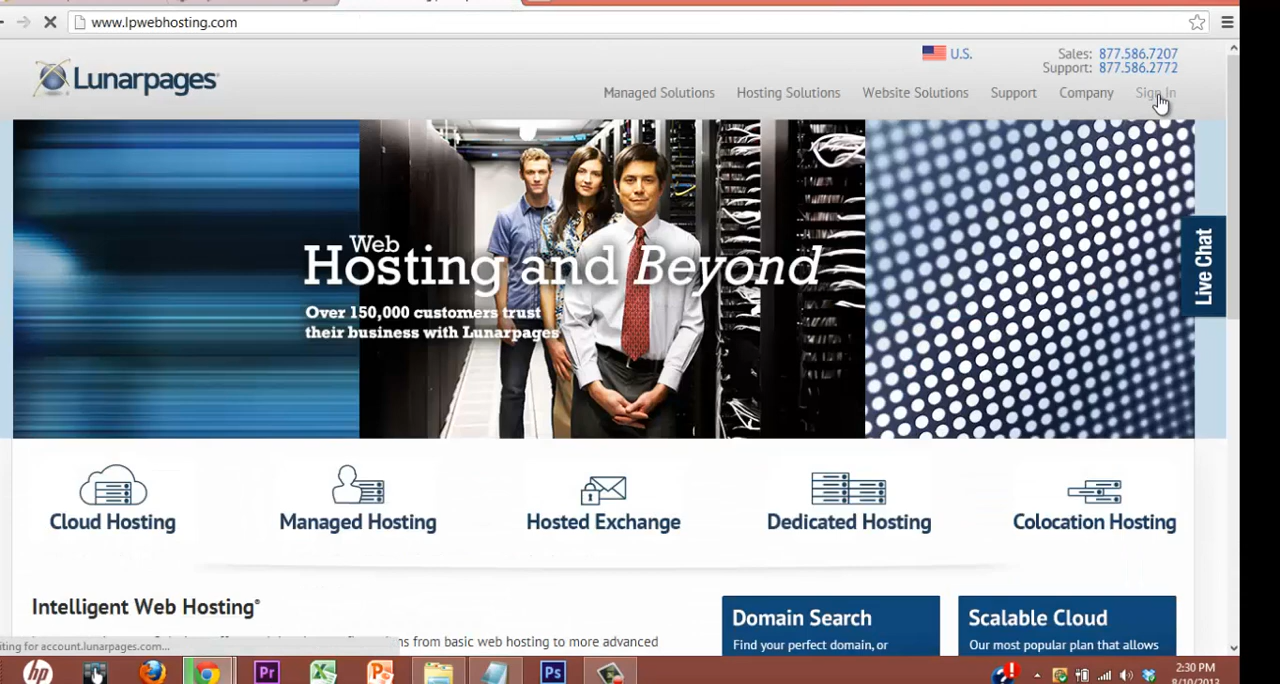 www.lpwebhosting.com
U.S.
Sales: 877.586.7207
Support: 877.586.2772
Lunarpages
Managed Solutions
Hosting Solutions
Website Solutions
Support
Company
Sign In
Web
Hosting and Beyond
Over 150,000 customers trust
their business with Lunarpages
Live Chat
Cloud Hosting
Managed Hosting
Hosted Exchange
Dedicated Hosting
Colocation Hosting
Intelligent Web Hosting®
Domain Search
Scalable Cloud
from basic web hosting to more advanced
Find your perfect domain, or
Our most popular plan that allows
iting for account.lunarpages.com...
hp
Pr
Ps
2:30 PM
8/10/2013